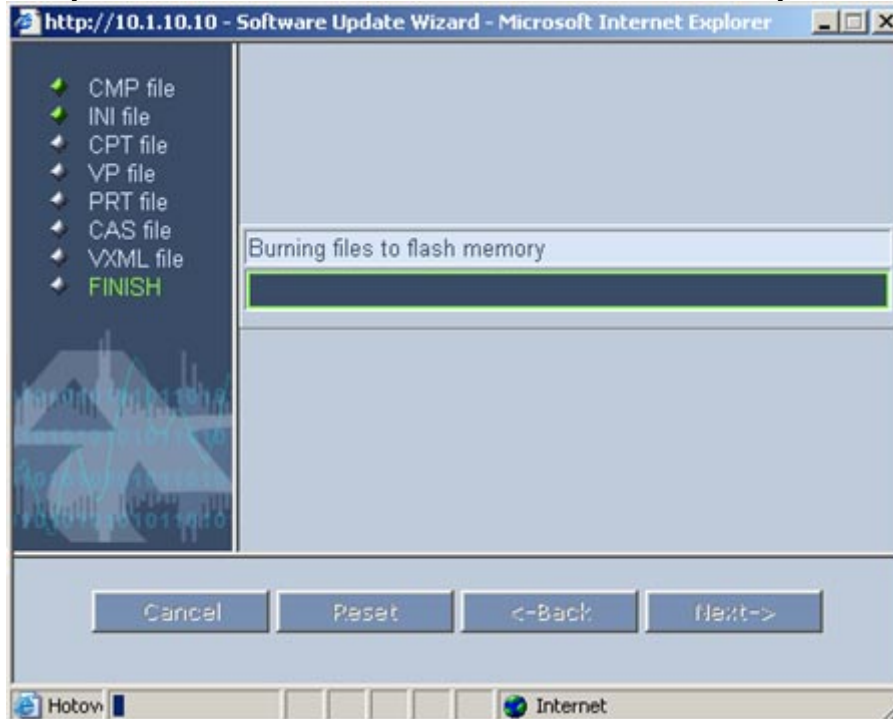 http://10.1.10.10 - Software Update Wizard - Microsoft Internet Explorer
CMP file
INI file
CPT file
VP file
PRT file
CAS file
VXML file
FINISH
Burning files to flash memory
Cancel
Reset
<-Back
Next->
Internet